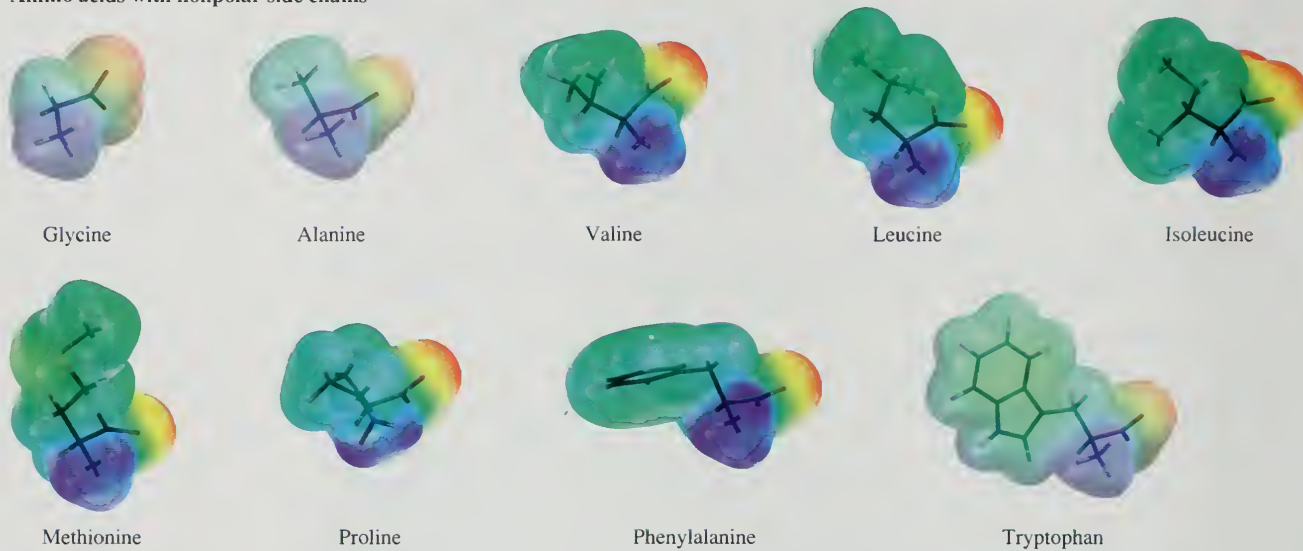 Amino acids with nonpolar side chains
Glycine Alanine Valine Leucine Isoleucine
Methionine Proline Phenylalanine Tryptophan